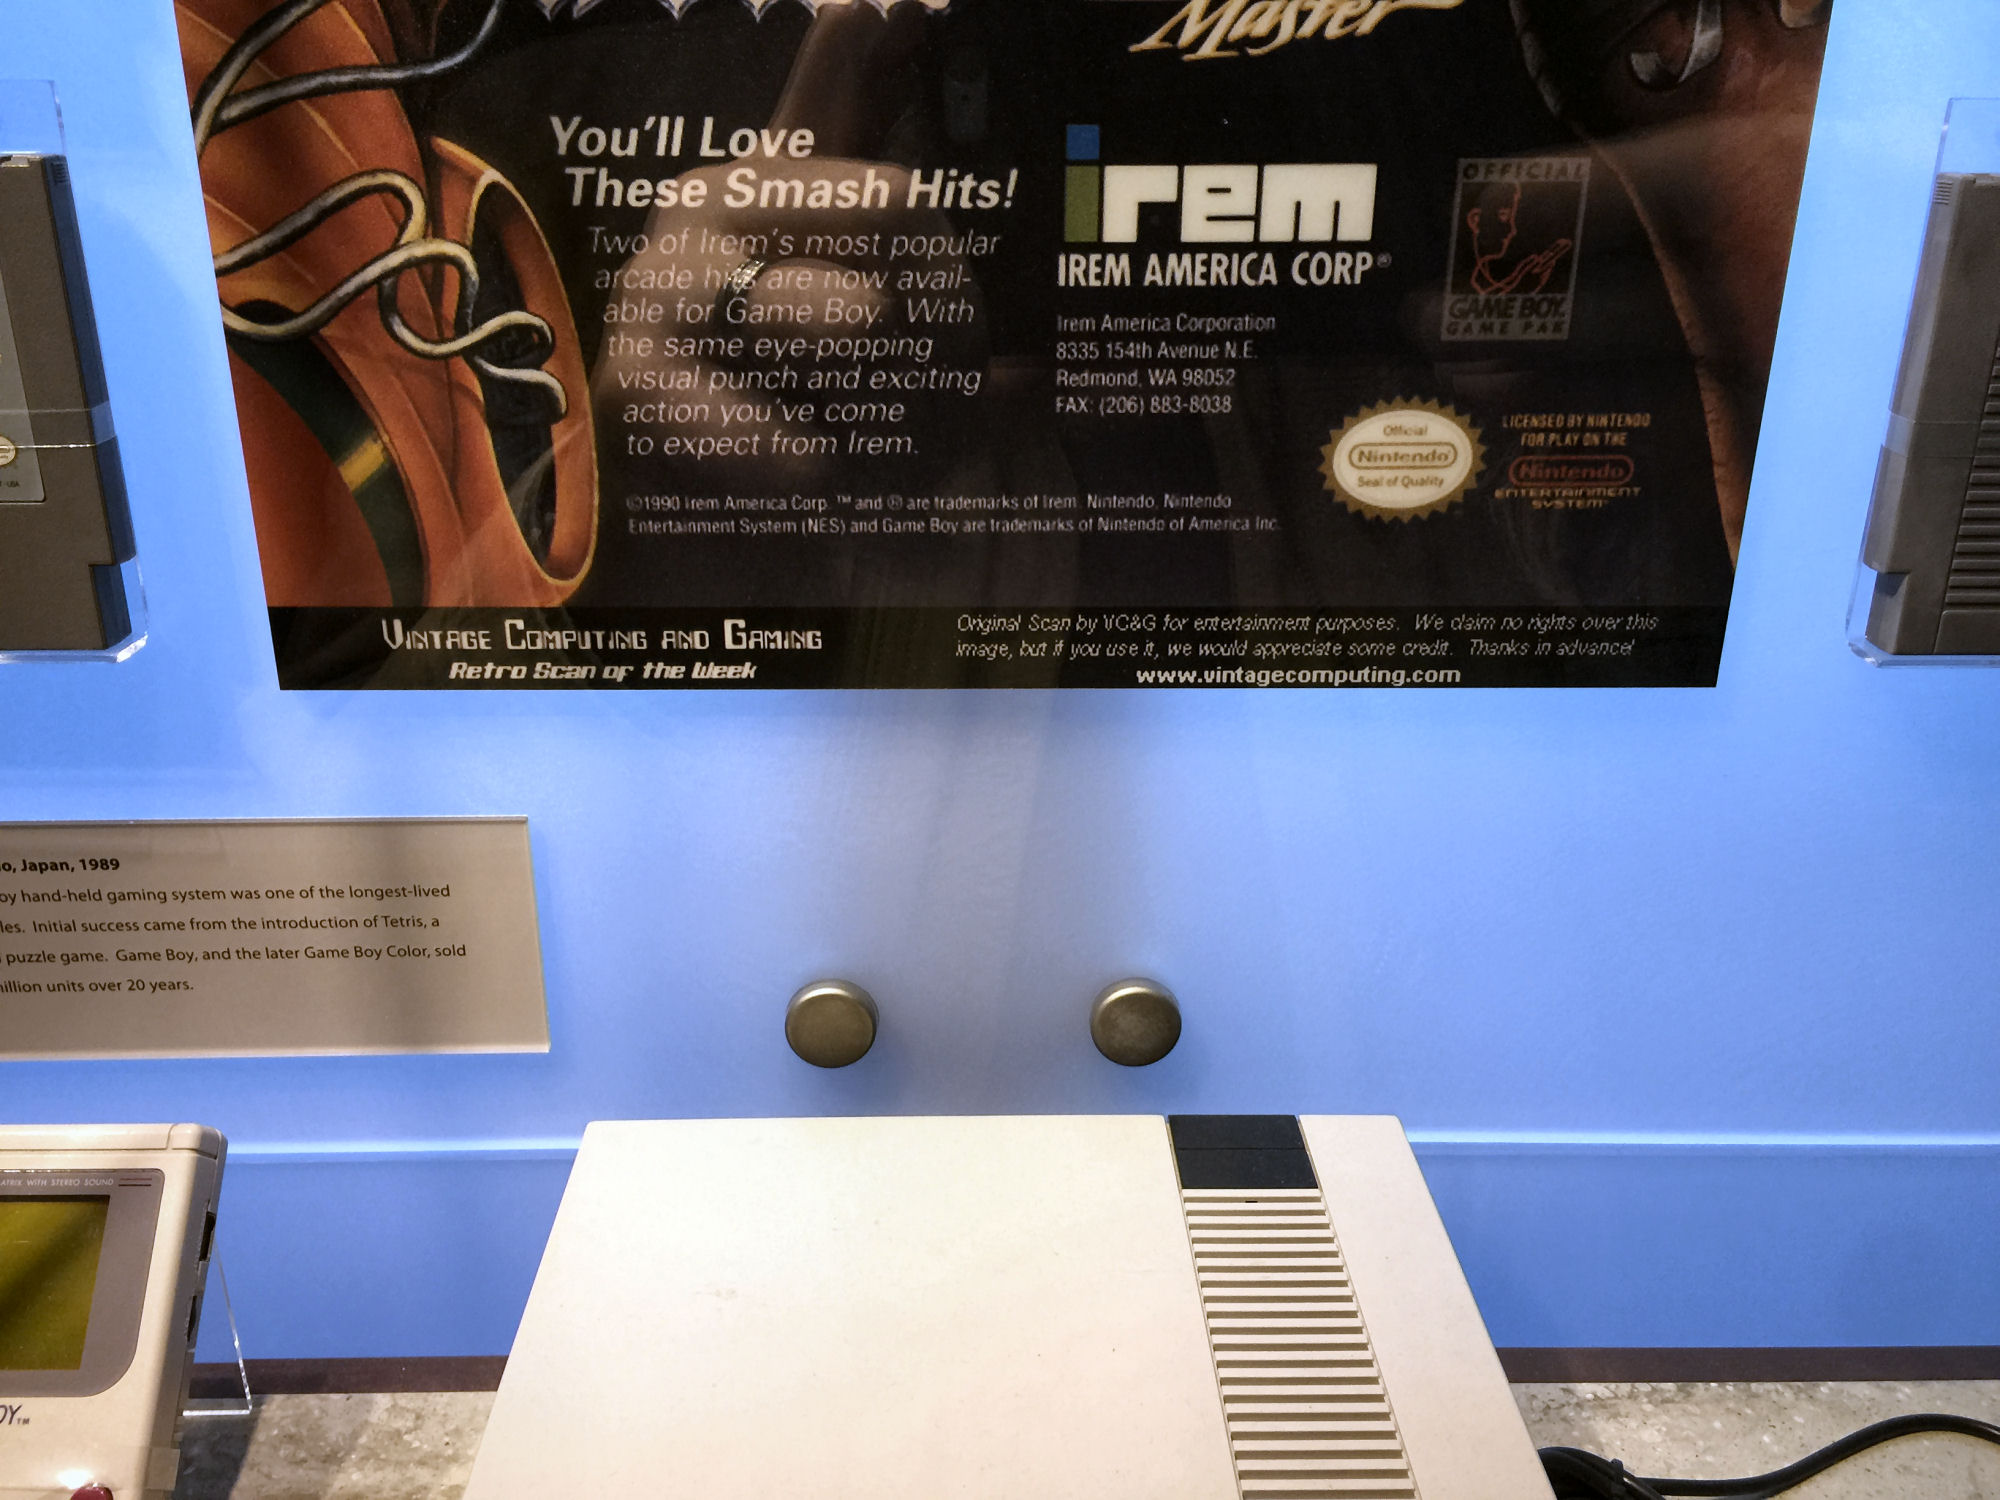 Master
You'll Love
These Smash Hits!
Two of Irem's most popular
arcade hits are now avail-
able for Game Boy. With
the same eye-popping
visual punch and exciting
action you've come
to expect from Irem.
irem
IREM AMERICA CORP®
Irem America Corporation
8335 154th Avenue N.E.
Redmond, WA 98052
FAX: (206) 883-8038
OFFICIAL
GAME BOY
GAME PAK
Official
Nintendo
Seal of Quality
LICENSED BY NINTENDO
FOR PLAY ON THE
Nintendo
ENTERTAINMENT
SYSTEM
©1990 Irem America Corp. ™ and ® are trademarks of Irem. Nintendo, Nintendo
Entertainment System (NES) and Game Boy are trademarks of Nintendo of America Inc.
VINTAGE COMPUTING AND GAMING
Retro Scan of the Week
Original Scan by VC&G for entertainment purposes. We claim no rights over this
image, but if you use it, we would appreciate some credit. Thanks in advance!
www.vintagecomputing.com
o, Japan, 1989
oy hand-held gaming system was one of the longest-lived
les. Initial success came from the introduction of Tetris, a
puzzle game. Game Boy, and the later Game Boy Color, sold
illion units over 20 years.
ATRIX WITH STEREO SOUND
OY™